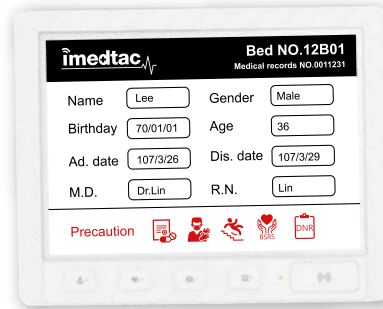 imedtac
Bed NO.12B01
Medical records NO.0011231
Name Lee Gender Male
Birthday 70/01/01 Age 36
Ad. date 107/3/26 Dis. date 107/3/29
M.D. Dr.Lin R.N. Lin
Precaution BSRS DNR